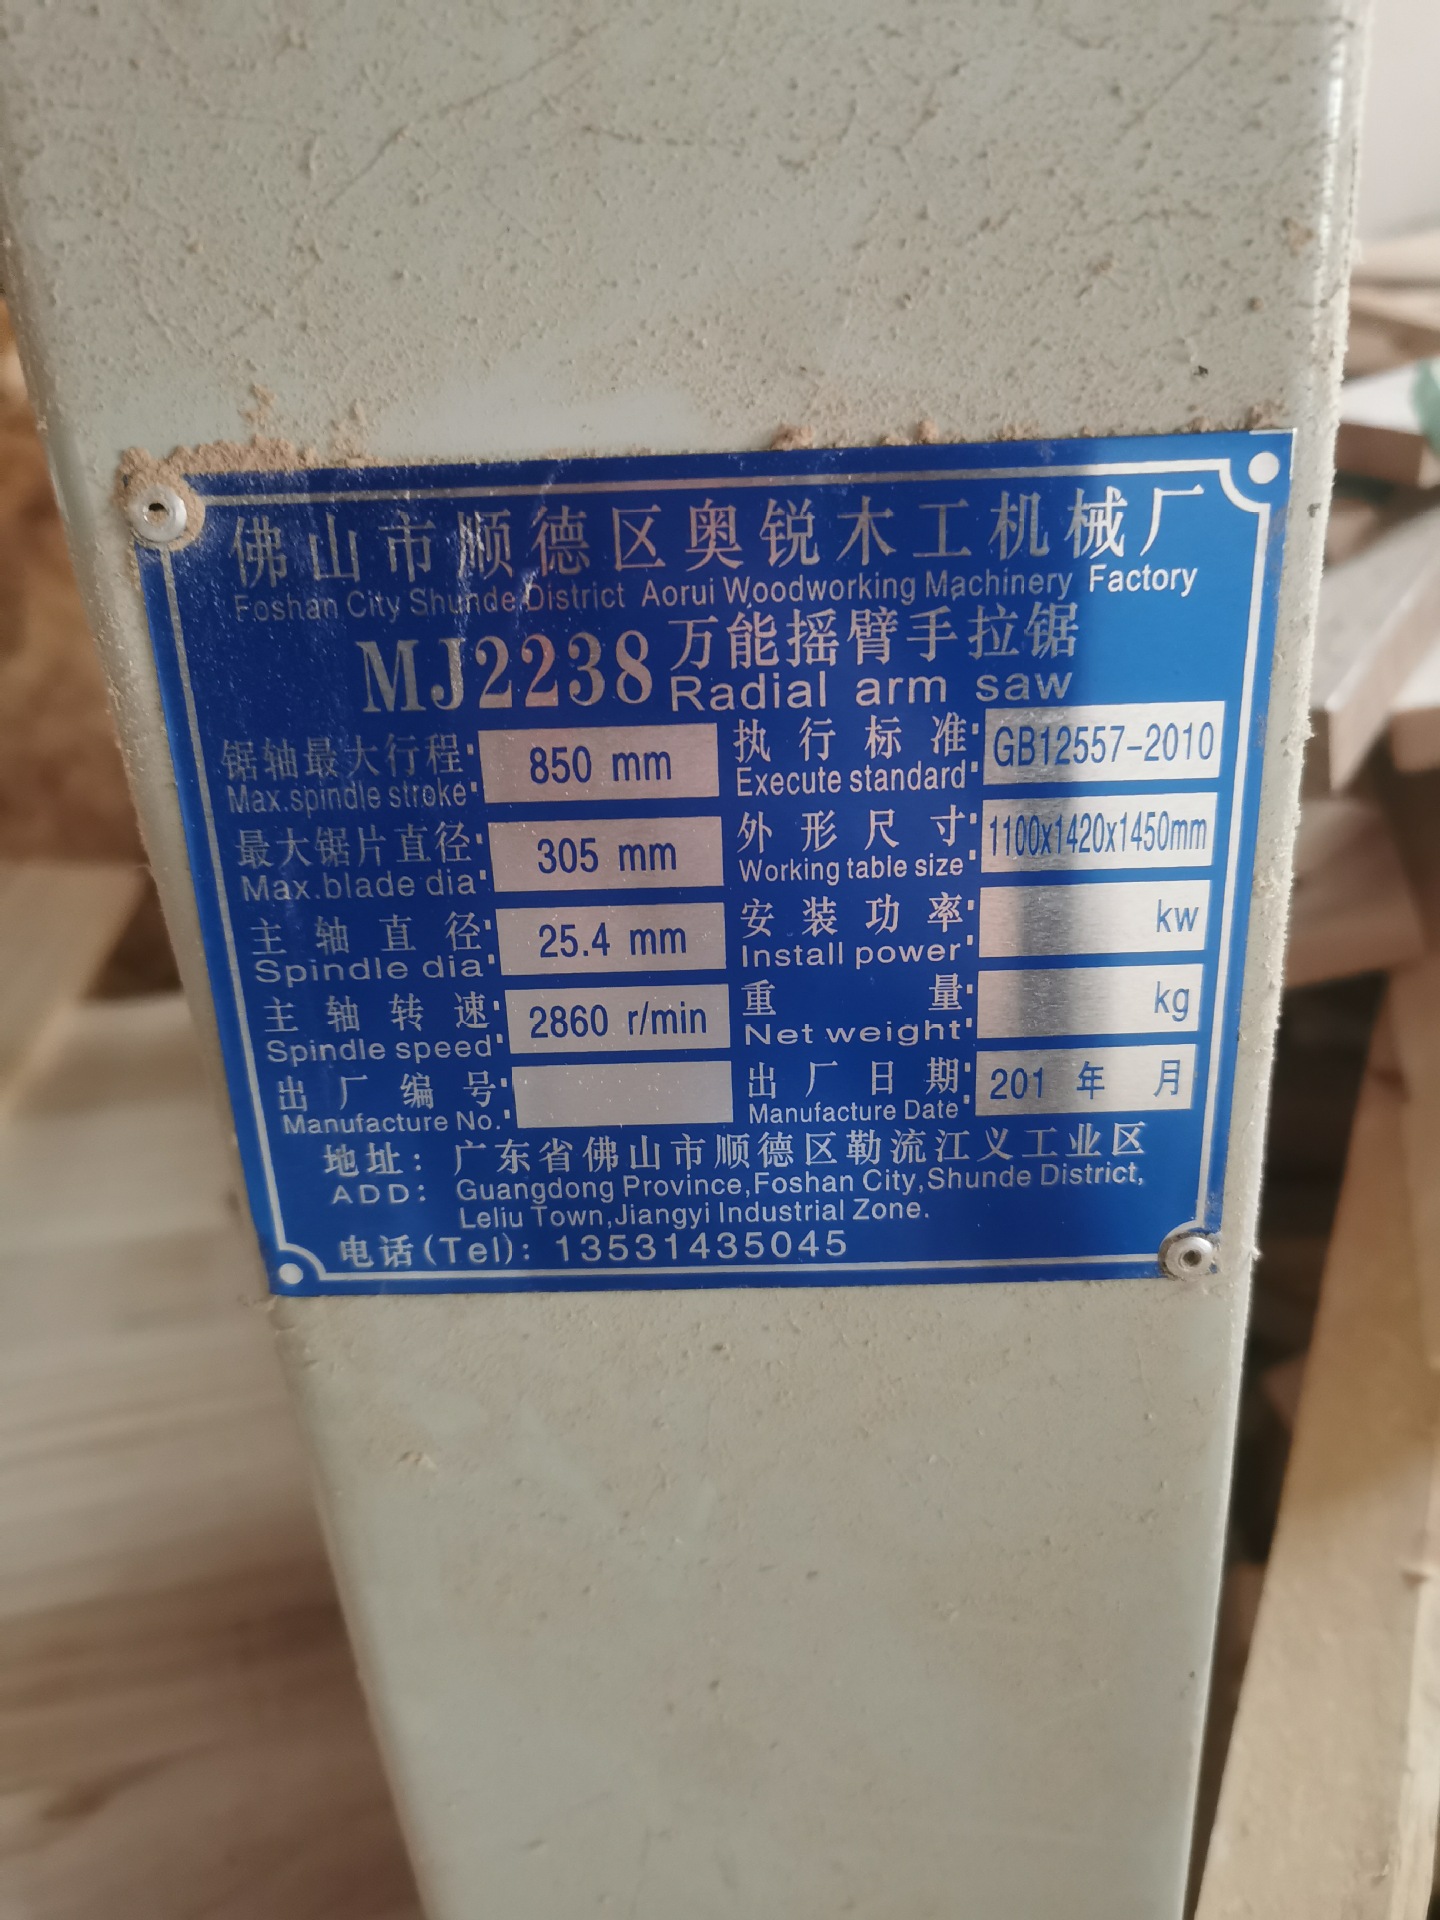 佛山市顺德区奥锐木工机械厂
Foshan City Shunde District Aorui Woodworking Machinery Factory
MJ2238 万能摇臂手拉锯
Radial arm saw
锯轴最大行程: 850 mm 执行标准: GB12557-2010
Max.spindle stroke Execute standard
最大锯片直径: 305 mm 外形尺寸: 1100x1420x1450mm
Max.blade dia Working table size
主轴直径: 25.4 mm 安装功率: kw
Spindle dia Install power
主轴转速: 2860 r/min 重量: kg
Spindle speed Net weight
出厂编号: 出厂日期: 201 年 月
Manufacture No. Manufacture Date
地址: 广东省佛山市顺德区勒流江义工业区
ADD: Guangdong Province,Foshan City,Shunde District,
Leliu Town,Jiangyi Industrial Zone.
电话(Tel): 13531435045